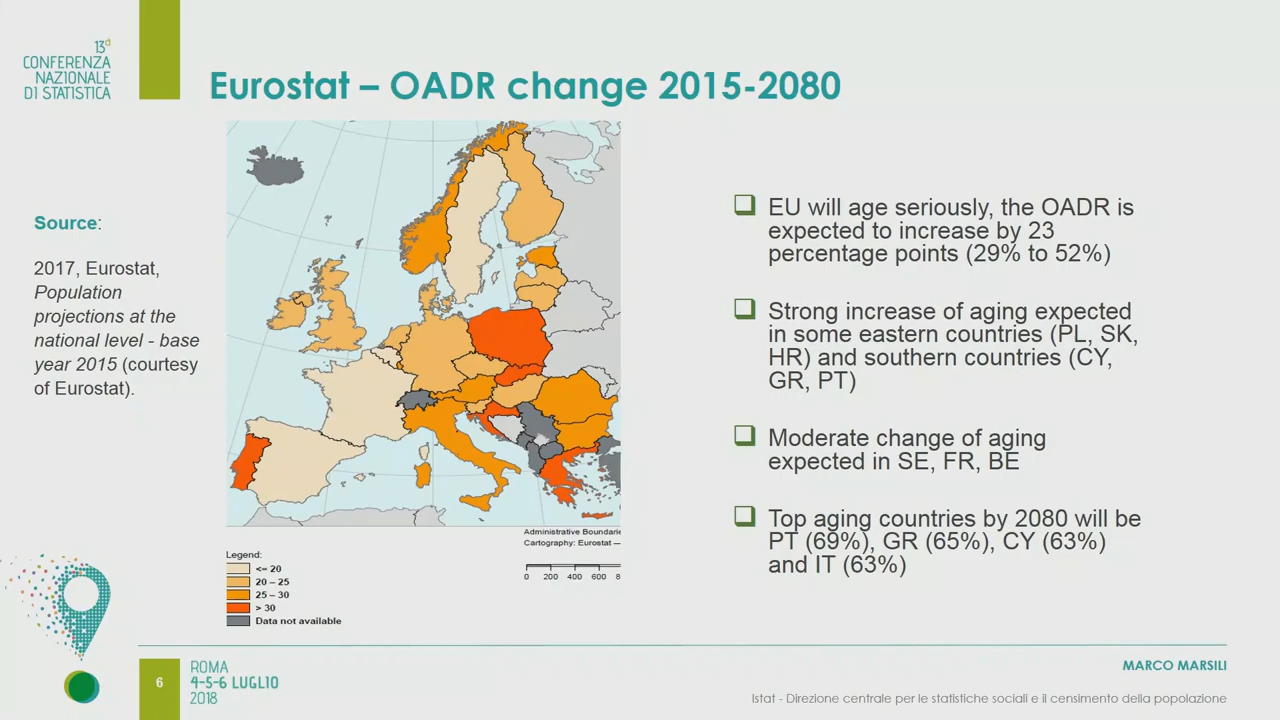 13ª
CONFERENZA
NAZIONALE
DI STATISTICA
Eurostat – OADR change 2015-2080
Source:
2017, Eurostat,
Population
projections at the
national level - base
year 2015 (courtesy
of Eurostat).
Administrative Boundarie
Cartography: Eurostat —
0 200 400 600 8
Legend:
<= 20
20 – 25
25 – 30
> 30
Data not available
EU will age seriously, the OADR is
expected to increase by 23
percentage points (29% to 52%)
Strong increase of aging expected
in some eastern countries (PL, SK,
HR) and southern countries (CY,
GR, PT)
Moderate change of aging
expected in SE, FR, BE
Top aging countries by 2080 will be
PT (69%), GR (65%), CY (63%)
and IT (63%)
6
ROMA
4-5-6 LUGLIO
2018
MARCO MARSILI
Istat - Direzione centrale per le statistiche sociali e il censimento della popolazione